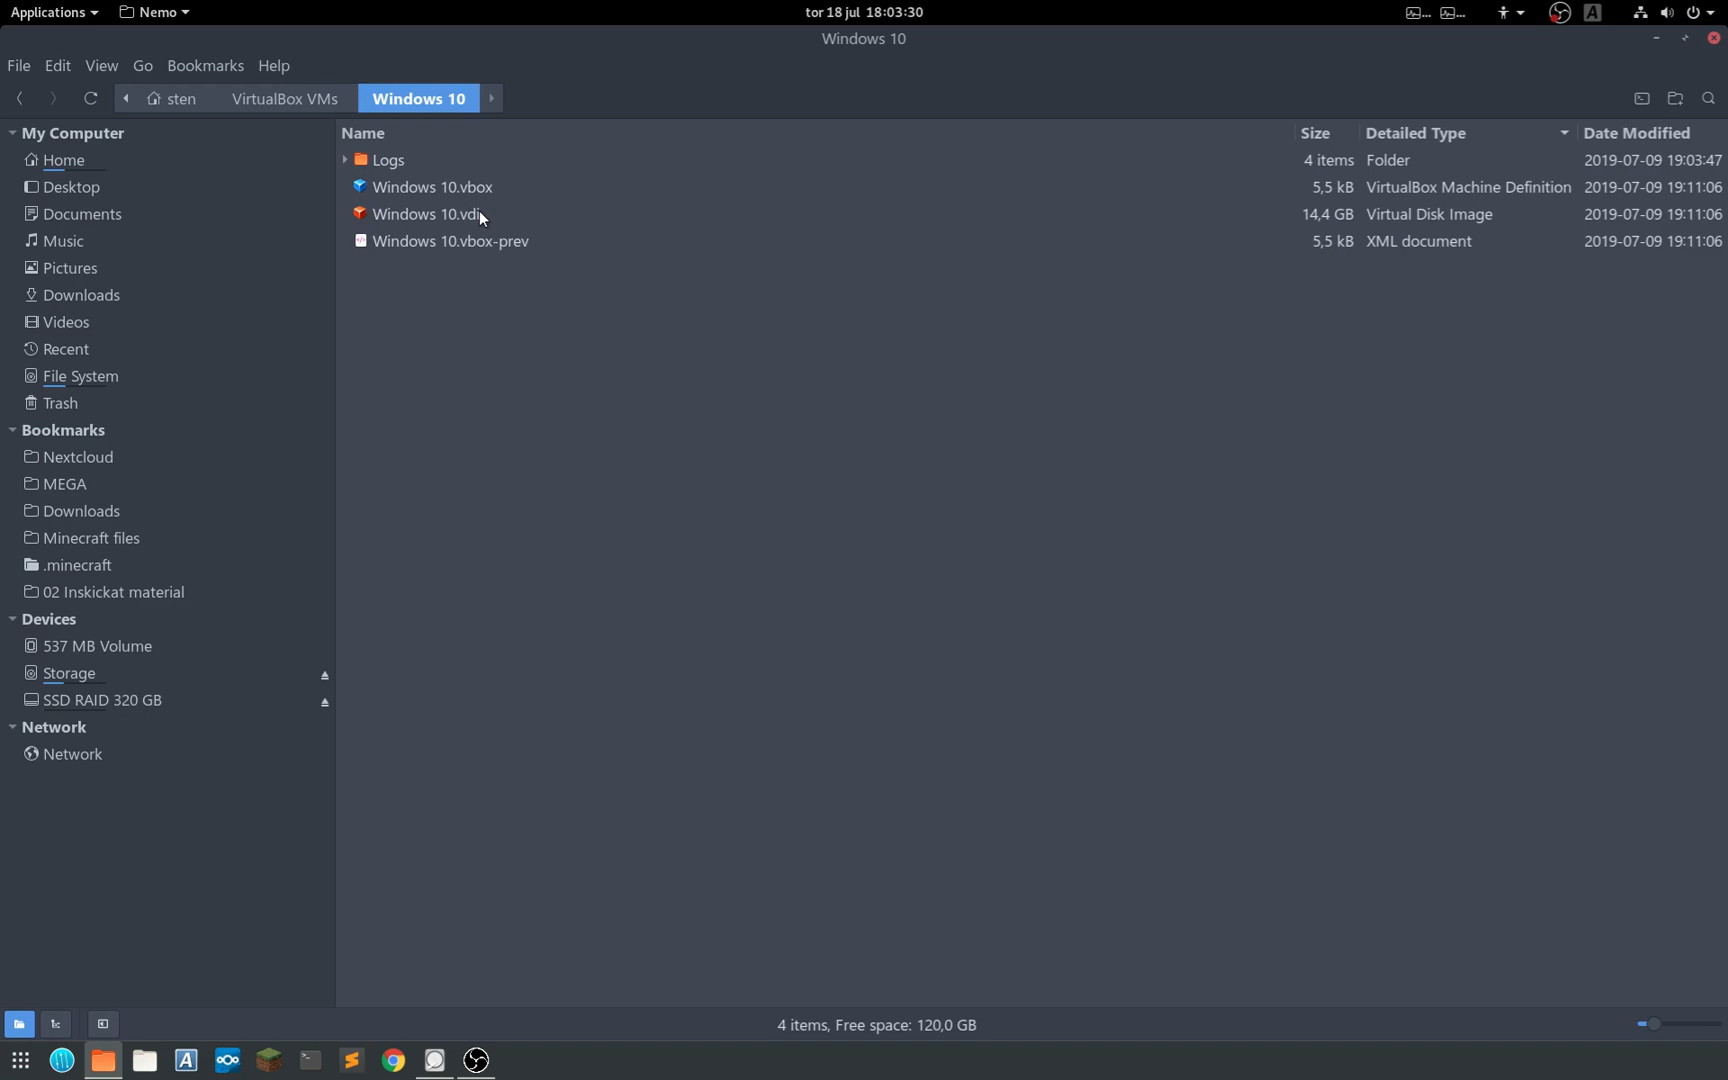 Applications Nemo tor 18 jul 18:03:30
Windows 10
File Edit View Go Bookmarks Help
sten VirtualBox VMs Windows 10
My Computer
Home
Desktop
Documents
Music
Pictures
Downloads
Videos
Recent
File System
Trash
Bookmarks
Nextcloud
MEGA
Downloads
Minecraft files
.minecraft
02 Inskickat material
Devices
537 MB Volume
Storage
SSD RAID 320 GB
Network
Network
Name Size Detailed Type Date Modified
Logs 4 items Folder 2019-07-09 19:03:47
Windows 10.vbox 5,5 kB VirtualBox Machine Definition 2019-07-09 19:11:06
Windows 10.vdi 14,4 GB Virtual Disk Image 2019-07-09 19:11:06
Windows 10.vbox-prev 5,5 kB XML document 2019-07-09 19:11:06
4 items, Free space: 120,0 GB